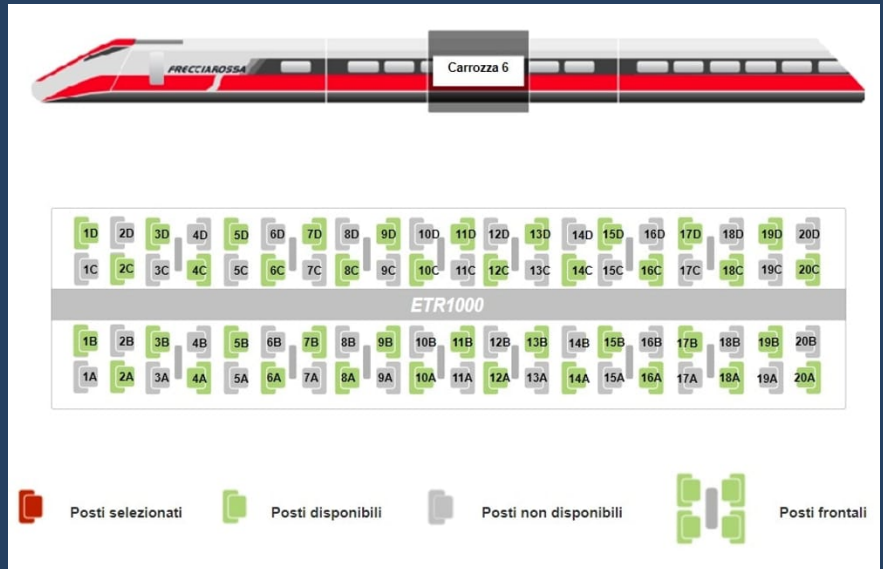 FRECCIAROSSA
Carrozza 6
1D 2D 3D 4D 5D 6D 7D 8D 9D 10D 11D 12D 13D 14D 15D 16D 17D 18D 19D 20D
1C 2C 3C 4C 5C 6C 7C 8C 9C 10C 11C 12C 13C 14C 15C 16C 17C 18C 19C 20C
ETR1000
1B 2B 3B 4B 5B 6B 7B 8B 9B 10B 11B 12B 13B 14B 15B 16B 17B 18B 19B 20B
1A 2A 3A 4A 5A 6A 7A 8A 9A 10A 11A 12A 13A 14A 15A 16A 17A 18A 19A 20A
Posti selezionati Posti disponibili Posti non disponibili Posti frontali